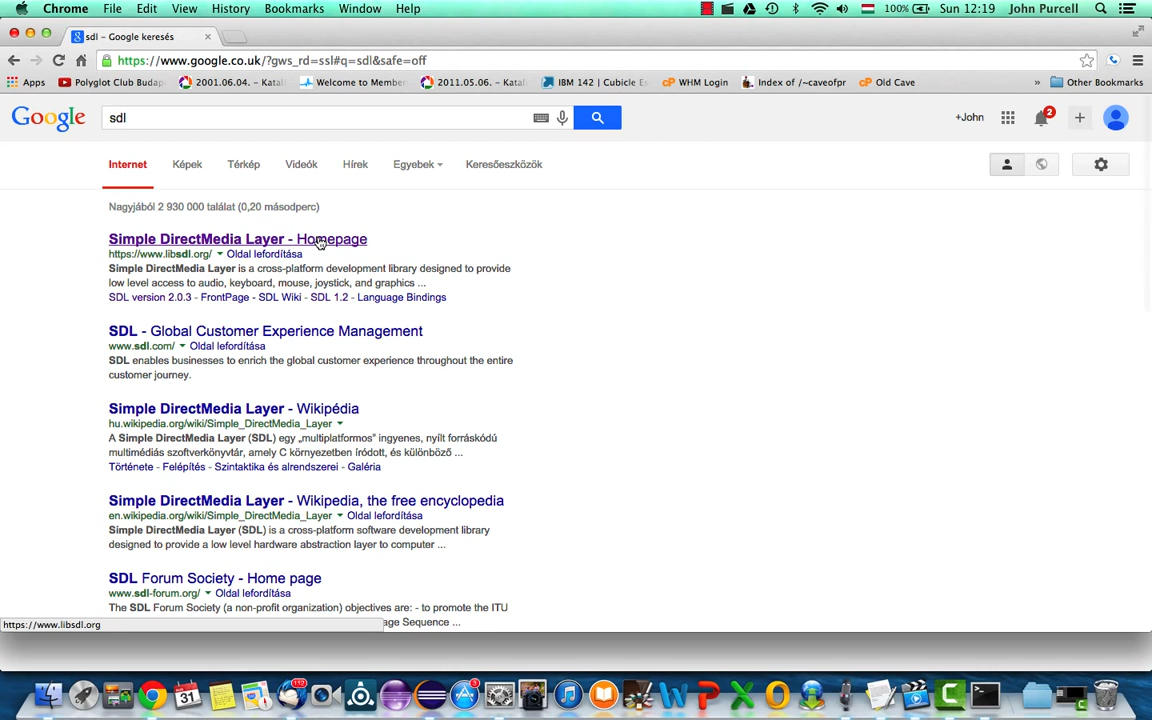 Chrome File Edit View History Bookmarks Window Help 100% Sun 12:19 John Purcell
sdl - Google keresés
https://www.google.co.uk/?gws_rd=ssl#q=sdl&safe=off
Apps Polyglot Club Budap 2001.06.04. - Katali Welcome to Member 2011.05.06. - Katali IBM 142 | Cubicle Es WHM Login Index of /~caveofpr Old Cave » Other Bookmarks
Google sdl +John 2
Internet Képek Térkép Videók Hírek Egyebek Keresőeszközök
Nagyjából 2 930 000 találat (0,20 másodperc)
Simple DirectMedia Layer - Homepage
https://www.libsdl.org/ Oldal lefordítása
Simple DirectMedia Layer is a cross-platform development library designed to provide
low level access to audio, keyboard, mouse, joystick, and graphics ...
SDL version 2.0.3 - FrontPage - SDL Wiki - SDL 1.2 - Language Bindings
SDL - Global Customer Experience Management
www.sdl.com/ Oldal lefordítása
SDL enables businesses to enrich the global customer experience throughout the entire
customer journey.
Simple DirectMedia Layer - Wikipédia
hu.wikipedia.org/wiki/Simple_DirectMedia_Layer
A Simple DirectMedia Layer (SDL) egy „multiplatformos” ingyenes, nyílt forráskódú
multimédiás szoftverkönyvtár, amely C környezetben íródott, és különböző ...
Története - Felépítés - Szintaktika és alrendszerei - Galéria
Simple DirectMedia Layer - Wikipedia, the free encyclopedia
en.wikipedia.org/wiki/Simple_DirectMedia_Layer Oldal lefordítása
Simple DirectMedia Layer (SDL) is a cross-platform software development library
designed to provide a low level hardware abstraction layer to computer ...
SDL Forum Society - Home page
www.sdl-forum.org/ Oldal lefordítása
The SDL Forum Society (a non-profit organization) objectives are: - to promote the ITU
age Sequence ...
https://www.libsdl.org
31 112 3